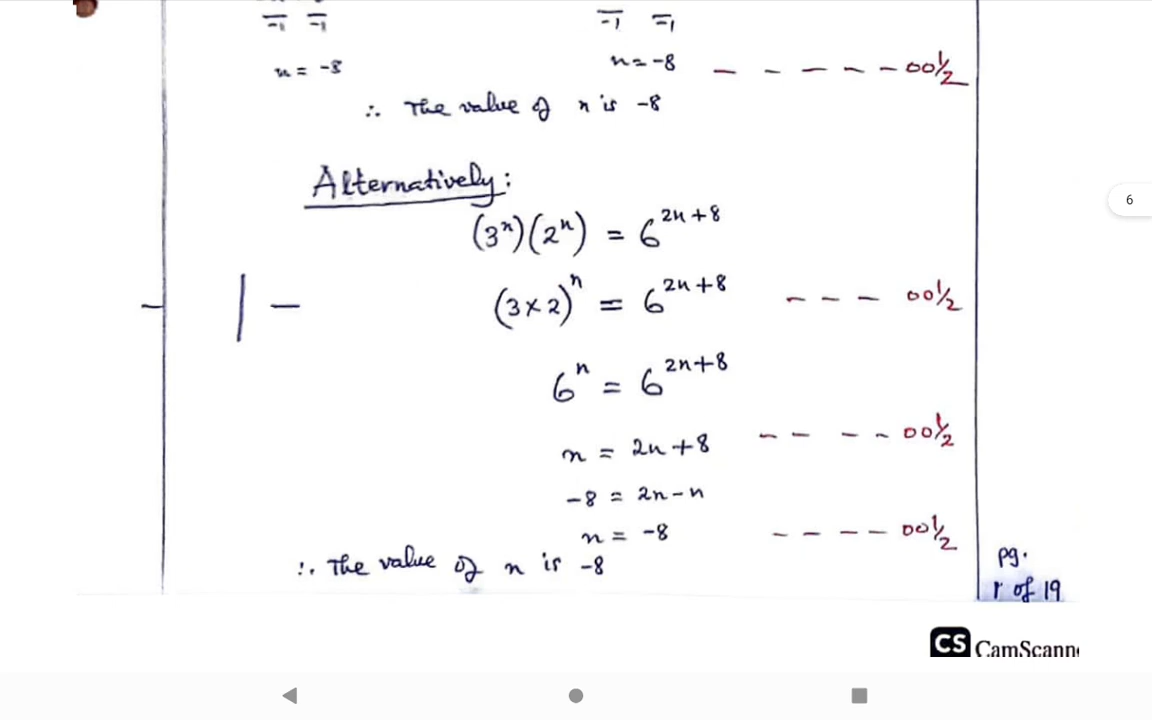 -1 -1 -1 -1
n = -8 n = -8 - - - - - 00½
∴ The value of n is -8
Alternatively:
(3ⁿ)(2ⁿ) = 6²ⁿ⁺⁸
(3×2)ⁿ = 6²ⁿ⁺⁸ - - - 00½
6ⁿ = 6²ⁿ⁺⁸
n = 2n+8 - - - - 00½
-8 = 2n-n
n = -8 - - - - 00½
∴ The value of n is -8
pg.
1 of 19
6
CS CamScann